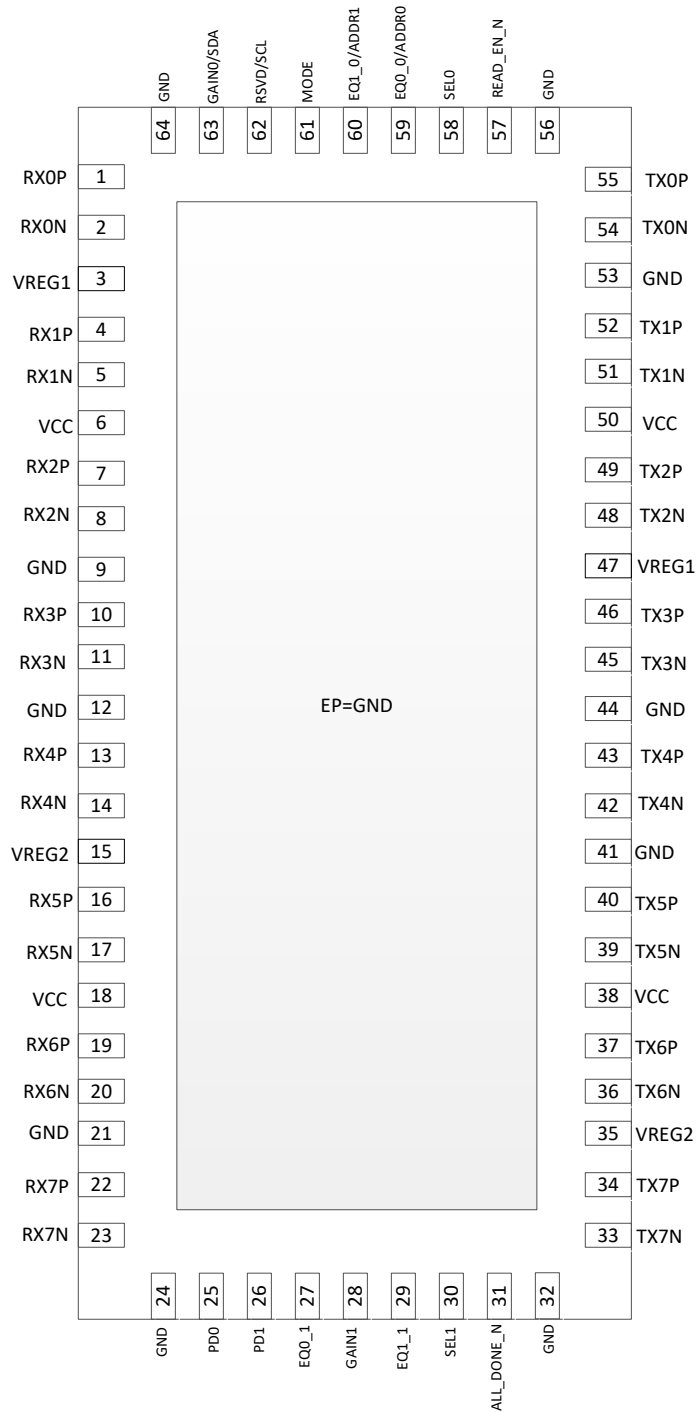 GND
GAIN0/SDA
RSVD/SCL
MODE
EQ1_0/ADDR1
EQ0_0/ADDR0
SEL0
READ_EN_N
GND
64
63
62
61
60
59
58
57
56
RX0P 1
RX0N 2
VREG1 3
RX1P 4
RX1N 5
VCC 6
RX2P 7
RX2N 8
GND 9
RX3P 10
RX3N 11
GND 12
RX4P 13
RX4N 14
VREG2 15
RX5P 16
RX5N 17
VCC 18
RX6P 19
RX6N 20
GND 21
RX7P 22
RX7N 23
EP=GND
55 TX0P
54 TX0N
53 GND
52 TX1P
51 TX1N
50 VCC
49 TX2P
48 TX2N
47 VREG1
46 TX3P
45 TX3N
44 GND
43 TX4P
42 TX4N
41 GND
40 TX5P
39 TX5N
38 VCC
37 TX6P
36 TX6N
35 VREG2
34 TX7P
33 TX7N
24
25
26
27
28
29
30
31
32
GND
PD0
PD1
EQ0_1
GAIN1
EQ1_1
SEL1
ALL_DONE_N
GND